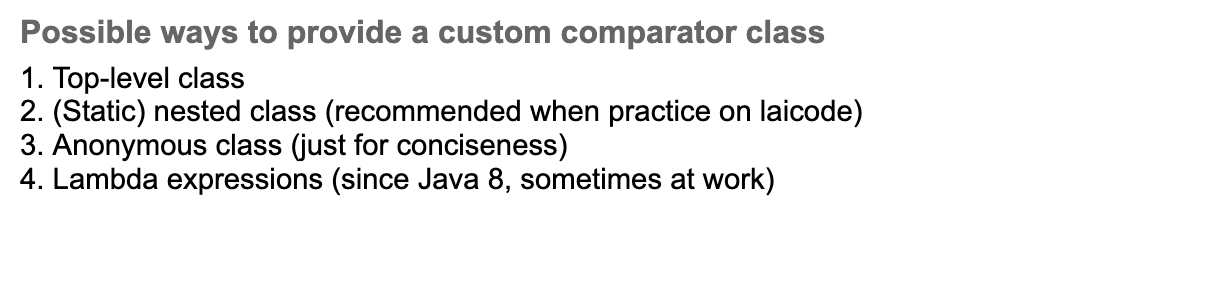 Possible ways to provide a custom comparator class
1. Top-level class
2. (Static) nested class (recommended when practice on laicode)
3. Anonymous class (just for conciseness)
4. Lambda expressions (since Java 8, sometimes at work)